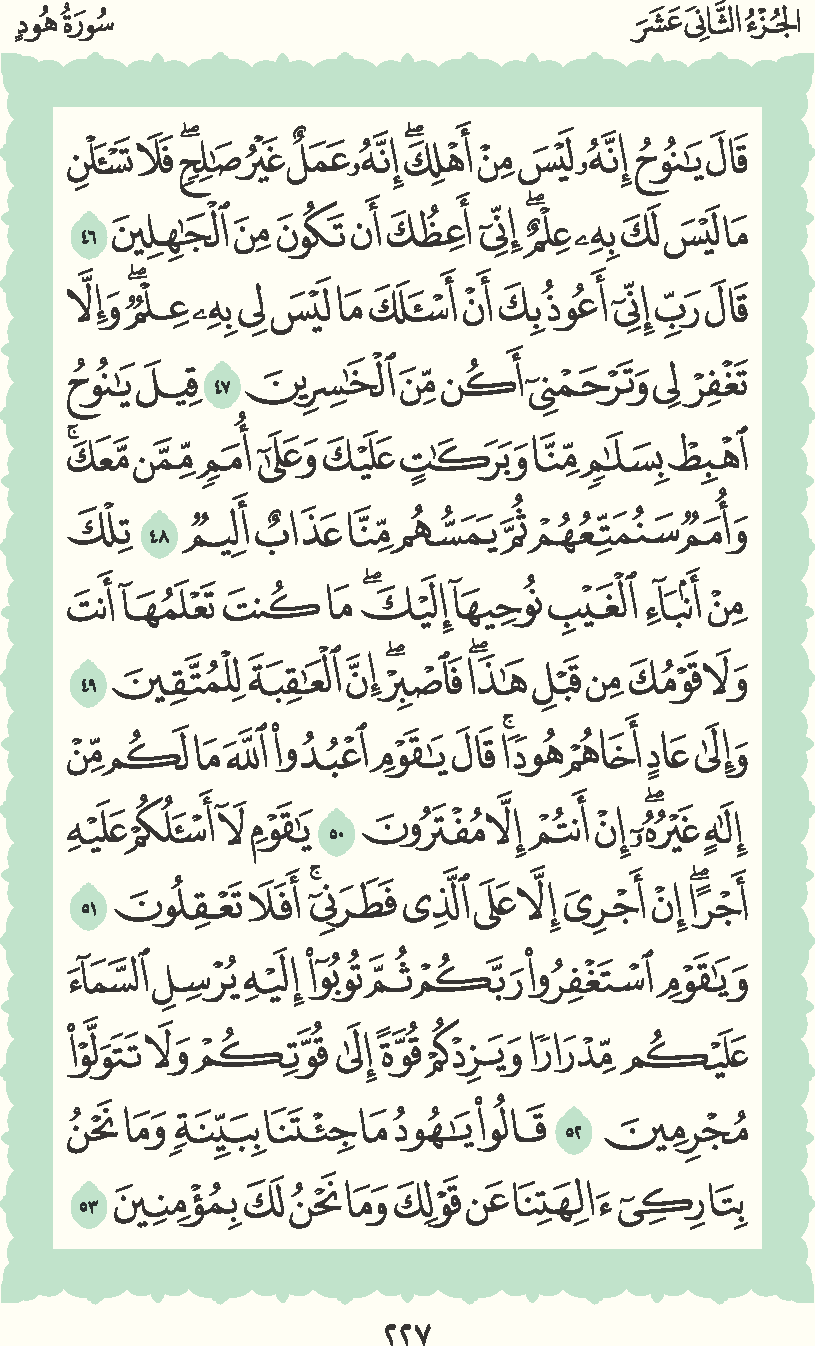 الجُزْءُ الثَّانِيَ عَشَرَ
سُورَةُ هُودٍ
قَالَ يَٰنُوحُ إِنَّهُۥ لَيْسَ مِنْ أَهْلِكَۖ إِنَّهُۥ عَمَلٌ غَيْرُ صَٰلِحٖۖ فَلَا تَسْـَٔلْنِ
مَا لَيْسَ لَكَ بِهِۦ عِلْمٌۖ إِنِّيٓ أَعِظُكَ أَن تَكُونَ مِنَ ٱلْجَٰهِلِينَ ٤٦
قَالَ رَبِّ إِنِّيٓ أَعُوذُ بِكَ أَنْ أَسْـَٔلَكَ مَا لَيْسَ لِي بِهِۦ عِلْمٞۖ وَإِلَّا
تَغْفِرْ لِي وَتَرْحَمْنِيٓ أَكُن مِّنَ ٱلْخَٰسِرِينَ ٤٧ قِيلَ يَٰنُوحُ
ٱهْبِطْ بِسَلَٰمٖ مِّنَّا وَبَرَكَٰتٍ عَلَيْكَ وَعَلَىٰٓ أُمَمٖ مِّمَّن مَّعَكَۚ
وَأُمَمٞ سَنُمَتِّعُهُمْ ثُمَّ يَمَسُّهُم مِّنَّا عَذَابٌ أَلِيمٞ ٤٨ تِلْكَ
مِنْ أَنۢبَآءِ ٱلْغَيْبِ نُوحِيهَآ إِلَيْكَۖ مَا كُنتَ تَعْلَمُهَآ أَنتَ
وَلَا قَوْمُكَ مِن قَبْلِ هَٰذَاۖ فَٱصْبِرْۖ إِنَّ ٱلْعَٰقِبَةَ لِلْمُتَّقِينَ ٤٩
وَإِلَىٰ عَادٍ أَخَاهُمْ هُودٗاۚ قَالَ يَٰقَوْمِ ٱعْبُدُوا۟ ٱللَّهَ مَا لَكُم مِّنْ
إِلَٰهٍ غَيْرُهُۥٓۖ إِنْ أَنتُمْ إِلَّا مُفْتَرُونَ ٥٠ يَٰقَوْمِ لَآ أَسْـَٔلُكُمْ عَلَيْهِ
أَجْرًاۖ إِنْ أَجْرِيَ إِلَّا عَلَى ٱلَّذِي فَطَرَنِيٓۚ أَفَلَا تَعْقِلُونَ ٥١
وَيَٰقَوْمِ ٱسْتَغْفِرُوا۟ رَبَّكُمْ ثُمَّ تُوبُوٓا۟ إِلَيْهِ يُرْسِلِ ٱلسَّمَآءَ
عَلَيْكُم مِّدْرَارٗا وَيَزِدْكُمْ قُوَّةً إِلَىٰ قُوَّتِكُمْ وَلَا تَتَوَلَّوْا۟
مُجْرِمِينَ ٥٢ قَالُوا۟ يَٰهُودُ مَا جِئْتَنَا بِبَيِّنَةٖ وَمَا نَحْنُ
بِتَارِكِيٓ ءَالِهَتِنَا عَن قَوْلِكَ وَمَا نَحْنُ لَكَ بِمُؤْمِنِينَ ٥٣
٢٢٧